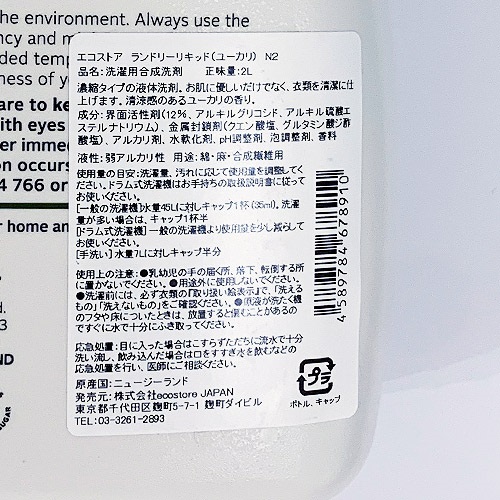 he environment. Always use the
ncy and m
ded temp
ness of y
are to ke
ith eyes
er imme
on occurs
4 766 or
r home an
d.
3
ND
SUGAR
エコストア ランドリーリキッド(ユーカリ) N2
品名:洗濯用合成洗剤 正味量:2L
濃縮タイプの液体洗剤。お肌に優しいだけでなく、衣類を清潔に仕
上げます。清涼感のあるユーカリの香り。
成分:界面活性剤(12%、アルキルグリコシド、アルキル硫酸エ
ステルナトリウム)、金属封鎖剤(クエン酸塩、グルタミン酸ジ酢
酸塩)、アルカリ剤、水軟化剤、pH調整剤、泡調整剤、香料
液性:弱アルカリ性 用途:綿・麻・合成繊維用
使用量の目安:洗濯量、汚れに応じて使用量を調整してく
ださい。ドラム式洗濯機はお手持ちの取扱説明書に従って
お使いください。
[一般の洗濯機]水量45Lに対しキャップ1杯(35ml)。洗濯
量が多い場合は、キャップ1杯半
[ドラム式洗濯機]一般の洗濯機より使用量を少し減らして
お使いください。
[手洗い]水量7Lに対しキャップ半分
使用上の注意:●乳幼児の手の届く所、落下、転倒する所
に置かないでください。●用途外に使用しないでください。
●洗濯前には、必ず衣類の「取り扱い絵表示」で、「洗える
もの」「洗えないもの」をご確認ください。●原液が洗たく機
のフタや床についたときは、放置すると傷むことがあるの
ですぐに水で十分にふき取ってください。
応急処置:目に入った場合はこすらずただちに流水で十分
洗い流し、飲み込んだ場合は口をすすぎ水を飲むなどの
応急処置を行い、医師にご相談ください。
原産国:ニュージーランド
発売元:株式会社ecostore JAPAN
東京都千代田区麹町5-7-1 麹町ダイビル
TEL:03-3261-2893
4 589784 678910
プラ
ボトル、キャップ